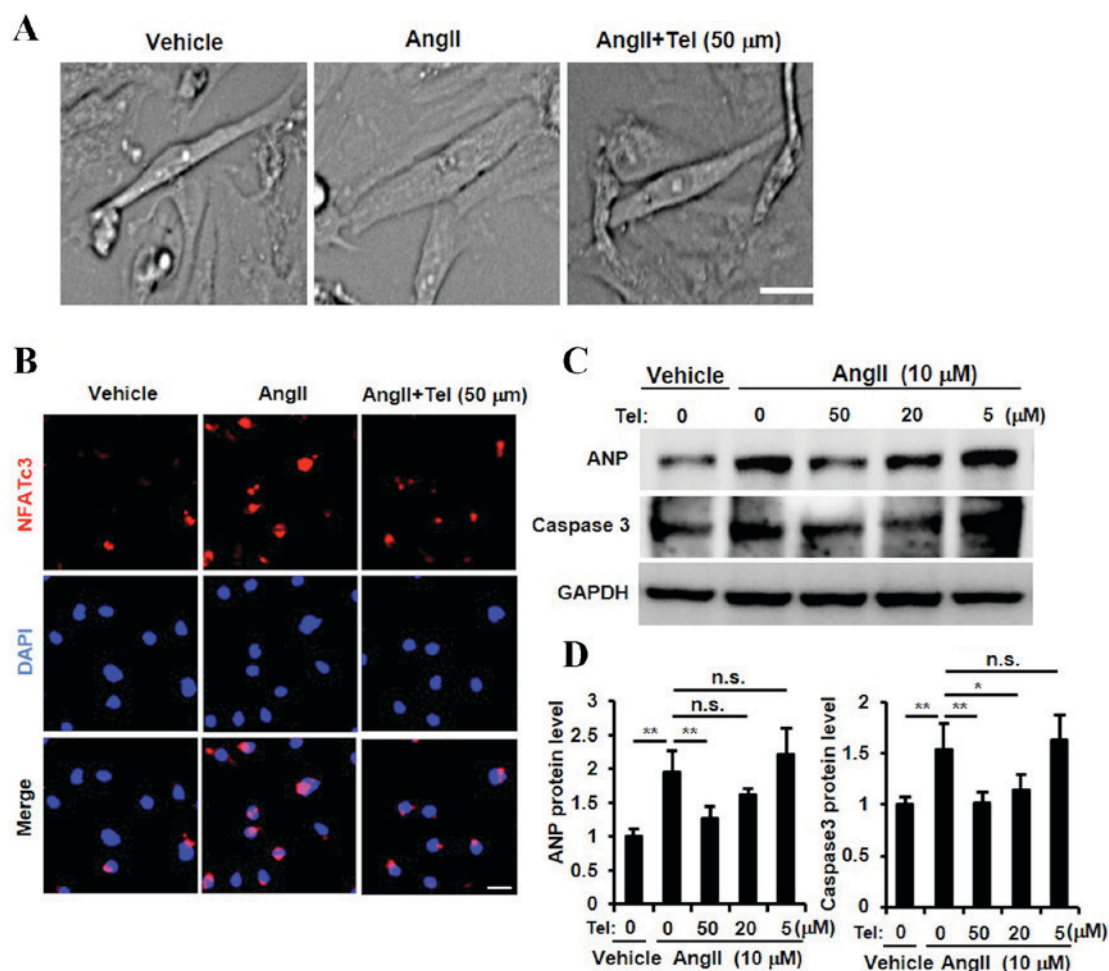 A
Vehicle AngII AngII+Tel (50 μm)
B
Vehicle AngII AngII+Tel (50 μm)
NFATc3
DAPI
Merge
C
Vehicle AngII (10 μM)
Tel: 0 0 50 20 5 (μM)
ANP
Caspase 3
GAPDH
D
ANP protein level
3
2.5
2
1.5
1
0.5
0
n.s.
n.s.
** **
Tel: 0 0 50 20 5 (μM)
Vehicle AngII (10 μM)
Caspase3 protein level
2
1.5
1
0.5
0
n.s.
*
** **
Tel: 0 0 50 20 5 (μM)
Vehicle AngII (10 μM)